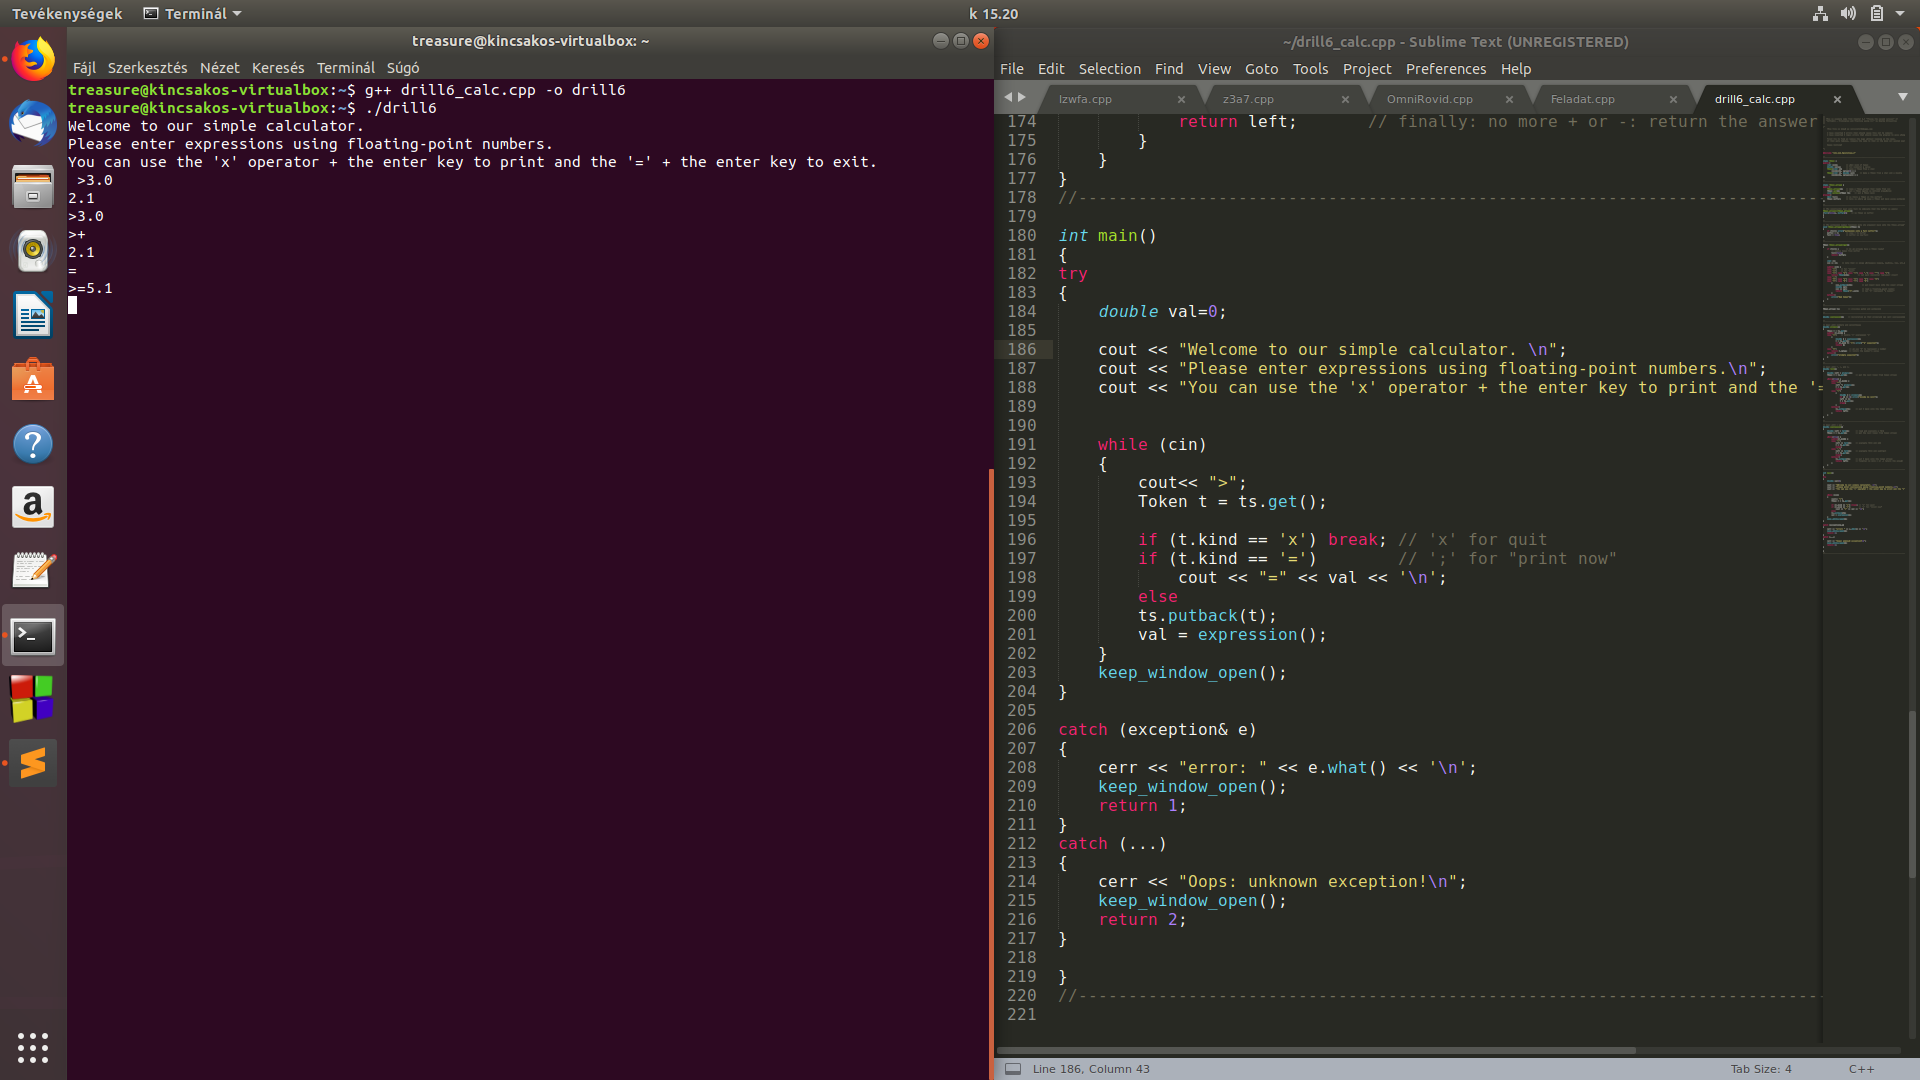 Tevékenységek
Terminál
k 15.20
treasure@kincsakos-virtualbox: ~
Fájl Szerkesztés Nézet Keresés Terminál Súgó
treasure@kincsakos-virtualbox:~$ g++ drill6_calc.cpp -o drill6
treasure@kincsakos-virtualbox:~$ ./drill6
Welcome to our simple calculator.
Please enter expressions using floating-point numbers.
You can use the 'x' operator + the enter key to print and the '=' + the enter key to exit.
 >3.0
2.1
>3.0
>+
2.1
=
>=5.1
~/drill6_calc.cpp - Sublime Text (UNREGISTERED)
File Edit Selection Find View Goto Tools Project Preferences Help
lzwfa.cpp × z3a7.cpp × OmniRovid.cpp × Feladat.cpp × drill6_calc.cpp ×
174             return left;       // finally: no more + or -: return the answer
175         }
176     }
177 }
178 //--------------------------------------------------------------------------
179
180 int main()
181 {
182 try
183 {
184     double val=0;
185
186     cout << "Welcome to our simple calculator. \n";
187     cout << "Please enter expressions using floating-point numbers.\n";
188     cout << "You can use the 'x' operator + the enter key to print and the '=
189
190
191     while (cin)
192     {
193         cout<< ">";
194         Token t = ts.get();
195
196         if (t.kind == 'x') break; // 'x' for quit
197         if (t.kind == '=')        // ';' for "print now"
198             cout << "=" << val << '\n';
199         else
200         ts.putback(t);
201         val = expression();
202     }
203     keep_window_open();
204 }
205
206 catch (exception& e)
207 {
208     cerr << "error: " << e.what() << '\n';
209     keep_window_open();
210     return 1;
211 }
212 catch (...)
213 {
214     cerr << "Oops: unknown exception!\n";
215     keep_window_open();
216     return 2;
217 }
218
219 }
220 //--------------------------------------------------------------------------
221
Line 186, Column 43
Tab Size: 4
C++